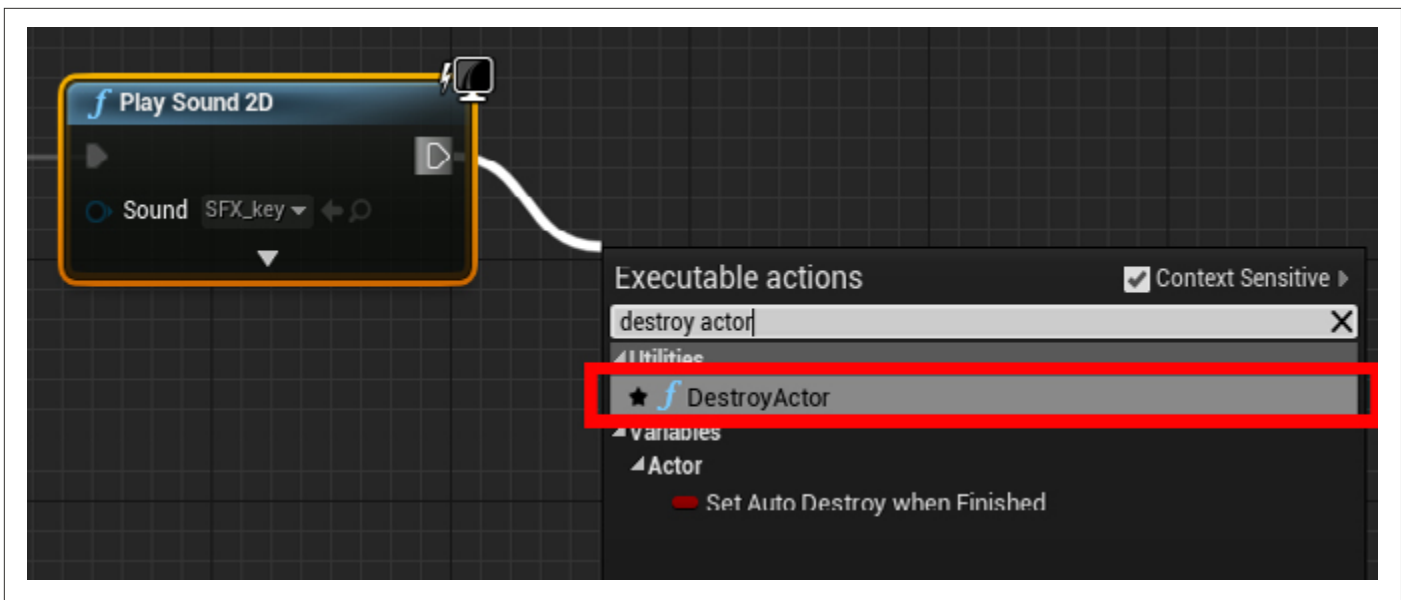 f Play Sound 2D
Sound SFX_key
Executable actions
Context Sensitive
destroy actor
Utilities
f DestroyActor
Variables
Actor
Set Auto Destroy when Finished